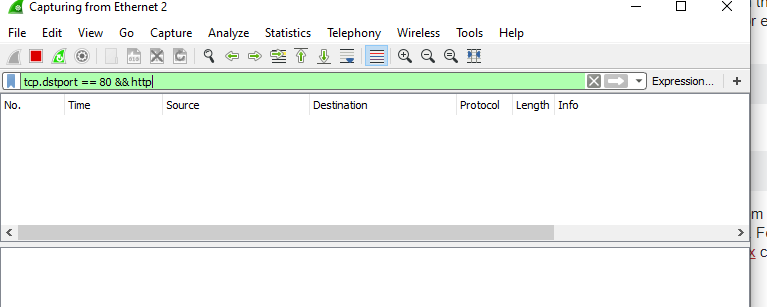 Capturing from Ethernet 2
File Edit View Go Capture Analyze Statistics Telephony Wireless Tools Help
tcp.dstport == 80 && http Expression… +
No. Time Source Destination Protocol Length Info